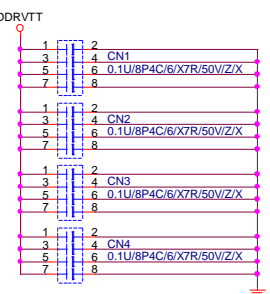 DDRVTT
1 2
3 4 CN1
5 6 0.1U/8P4C/6/X7R/50V/Z/X
7 8
1 2
3 4 CN2
5 6 0.1U/8P4C/6/X7R/50V/Z/X
7 8
1 2
3 4 CN3
5 6 0.1U/8P4C/6/X7R/50V/Z/X
7 8
1 2
3 4 CN4
5 6 0.1U/8P4C/6/X7R/50V/Z/X
7 8